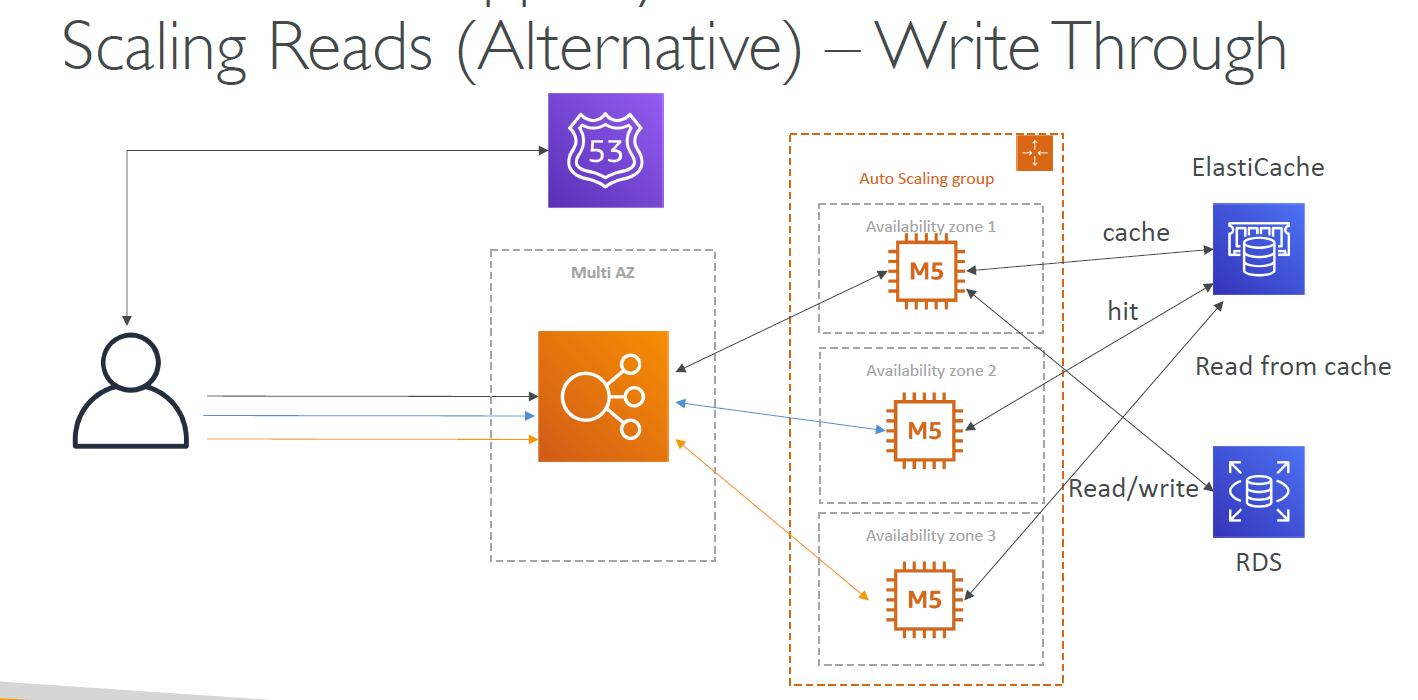 Scaling Reads (Alternative) – Write Through
53
Auto Scaling group
ElastiCache
Availability zone 1
M5
cache
Multi AZ
hit
Availability zone 2
M5
Read from cache
Read/write
Availability zone 3
M5
RDS